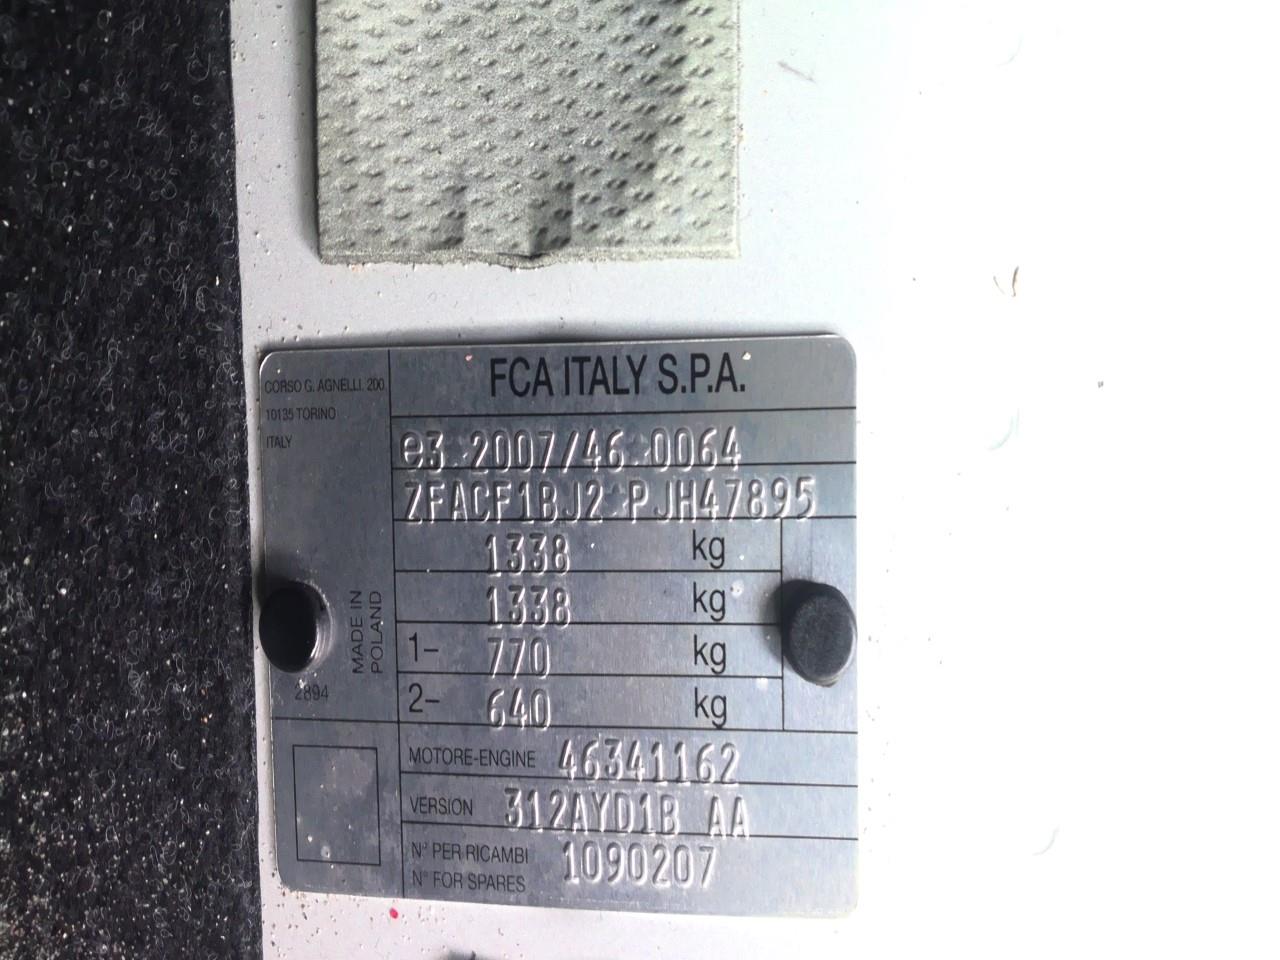 FCA ITALY S.P.A.
CORSO G. AGNELLI. 200
10135 TORINO
ITALY
e3*2007/46*0064
ZFACF1BJ2*PJH47895
1338 kg
1338 kg
1- 770 kg
2- 640 kg
MADE IN
POLAND
2894
MOTORE-ENGINE 46341162
VERSION 312AYD1B AA
N° PER RICAMBI
N° FOR SPARES
1090207